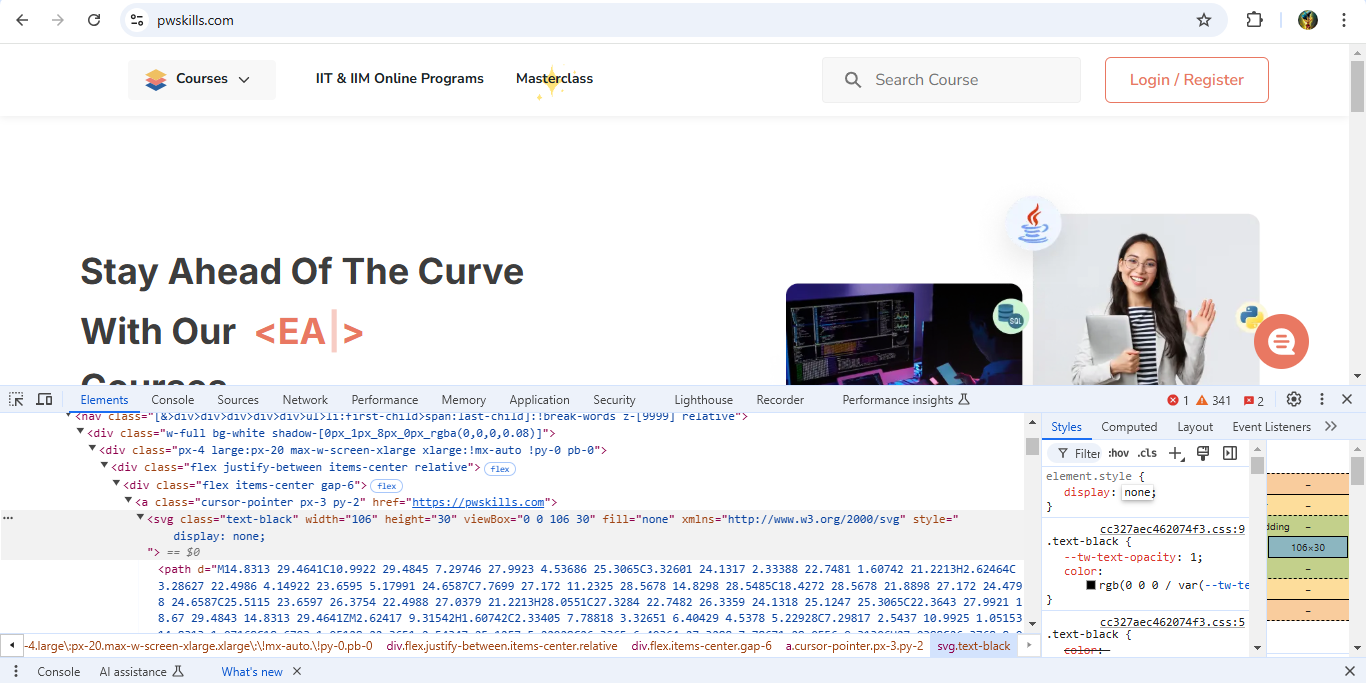 pwskills.com
Courses
IIT & IIM Online Programs
Masterclass
Search Course
Login / Register
Stay Ahead Of The Curve
With Our <EA|>
Courses
SQL
Elements Console Sources Network Performance Memory Application Security Lighthouse Recorder Performance insights 1 341 2
<nav class="[&>div>div>div>div>div>ul>li:first-child>span:last-child]:!break-words z-[9999] relative">
<div class="w-full bg-white shadow-[0px_1px_8px_0px_rgba(0,0,0,0.08)]">
<div class="px-4 large:px-20 max-w-screen-xlarge xlarge:!mx-auto !py-0 pb-0">
<div class="flex justify-between items-center relative"> flex
<div class="flex items-center gap-6"> flex
<a class="cursor-pointer px-3 py-2" href="https://pwskills.com">
<svg class="text-black" width="106" height="30" viewBox="0 0 106 30" fill="none" xmlns="http://www.w3.org/2000/svg" style="
display: none;
"> == $0
<path d="M14.8313 29.4641C10.9922 29.4845 7.29746 27.9923 4.53686 25.3065C3.32601 24.1317 2.33388 22.7481 1.60742 21.2213H2.62464C
3.28627 22.4986 4.14922 23.6595 5.17991 24.6587C7.7699 27.172 11.2325 28.5678 14.8298 28.5485C18.4272 28.5678 21.8898 27.172 24.479
8 24.6587C25.5115 23.6597 26.3754 22.4988 27.0379 21.2213H28.0551C27.3284 22.7482 26.3359 24.1318 25.1247 25.3065C22.3643 27.9921 1
8.67 29.4843 14.8313 29.4641ZM2.62417 9.31542H1.60742C2.33405 7.78818 3.32651 6.40429 4.5378 5.22928C7.29817 2.5437 10.9925 1.05153
Styles Computed Layout Event Listeners
Filter :hov .cls
element.style {
display: none;
}
cc327aec462074f3.css:9
.text-black {
--tw-text-opacity: 1;
color:
rgb(0 0 0 / var(--tw-te
}
cc327aec462074f3.css:5
.text-black {
color:
dding
106×30
-4.large\:px-20.max-w-screen-xlarge.xlarge\:\!mx-auto.\!py-0.pb-0 div.flex.justify-between.items-center.relative div.flex.items-center.gap-6 a.cursor-pointer.px-3.py-2 svg.text-black
Console AI assistance What's new